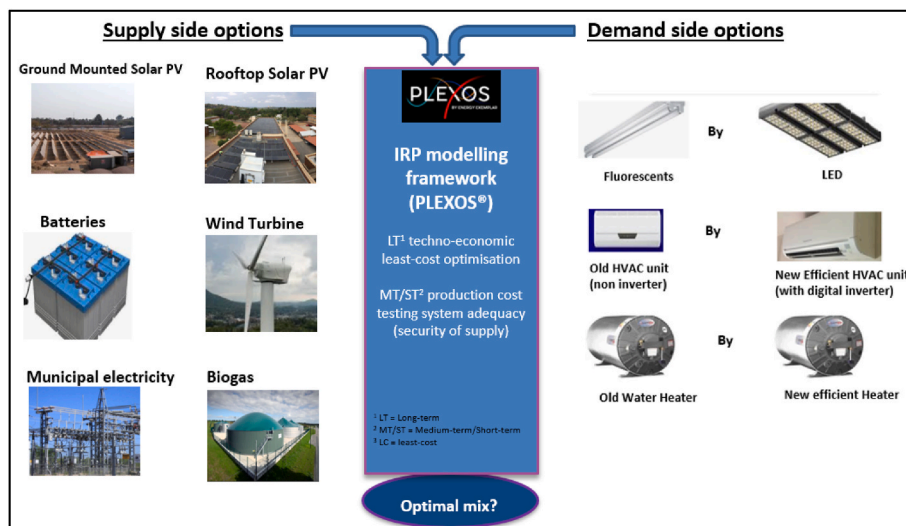 Supply side options
Demand side options
Ground Mounted Solar PV
Rooftop Solar PV
Batteries
Wind Turbine
Municipal electricity
Biogas
PLEXOS
BY ENERGY EXEMPLAR
IRP modelling
framework
(PLEXOS®)
LT¹ techno-economic
least-cost optimisation
MT/ST² production cost
testing system adequacy
(security of supply)
¹ LT = Long-term
² MT/ST = Medium-term/Short-term
³ LC = least-cost
Optimal mix?
By
Fluorescents
LED
By
Old HVAC unit
(non inverter)
New Efficient HVAC unit
(with digital inverter)
By
Old Water Heater
New efficient Heater